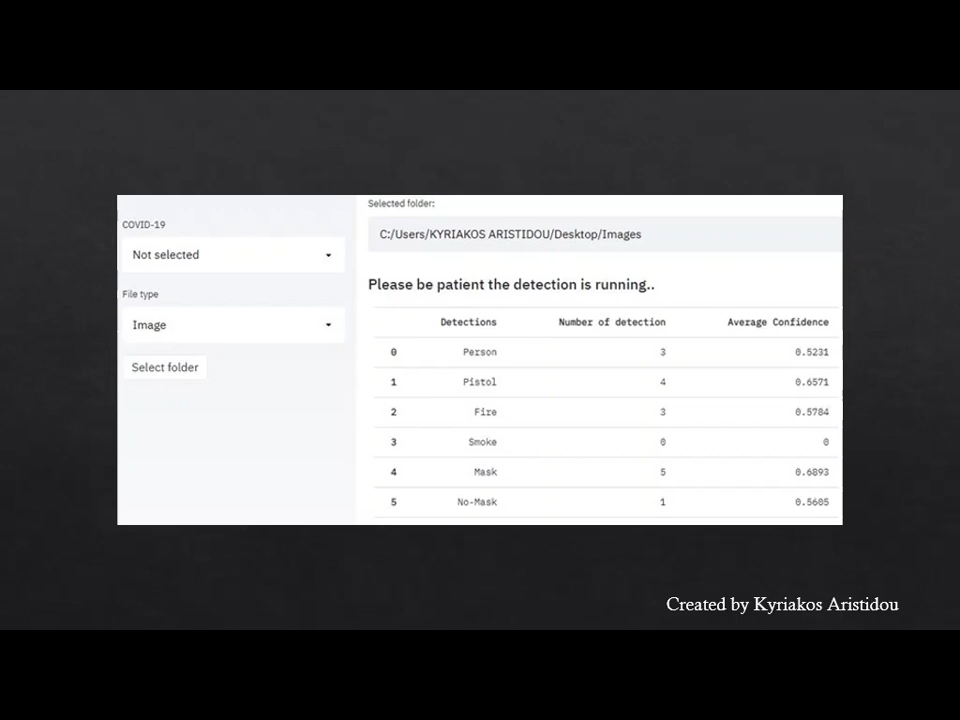 COVID-19
Not selected
File type
Image
Select folder
Selected folder:
C:/Users/KYRIAKOS ARISTIDOU/Desktop/Images
Please be patient the detection is running..
Detections Number of detection Average Confidence
0 Person 3 0.5231
1 Pistol 4 0.6571
2 Fire 3 0.5784
3 Smoke 0 0
4 Mask 5 0.6893
5 No-Mask 1 0.5605
Created by Kyriakos Aristidou